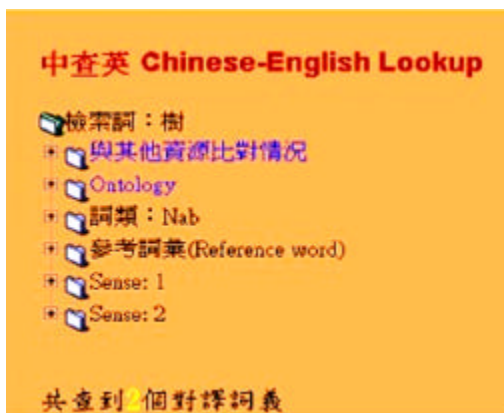 中查英 Chinese-English Lookup
檢索詞：樹
與其他資源比對情況
Ontology
詞類：Nab
參考詞彙(Reference word)
Sense: 1
Sense: 2
共查到2個對譯詞義